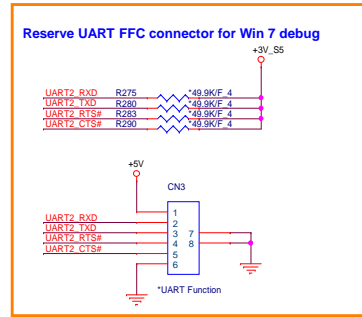 Reserve UART FFC connector for Win 7 debug
+3V_S5
UART2_RXD R275 *49.9K/F_4
UART2_TXD R280 *49.9K/F_4
UART2_RTS# R283 *49.9K/F_4
UART2_CTS# R290 *49.9K/F_4
+5V
CN3
1
UART2_RXD 2
UART2_TXD 3 7
UART2_RTS# 4 8
UART2_CTS# 5
6
*UART Function